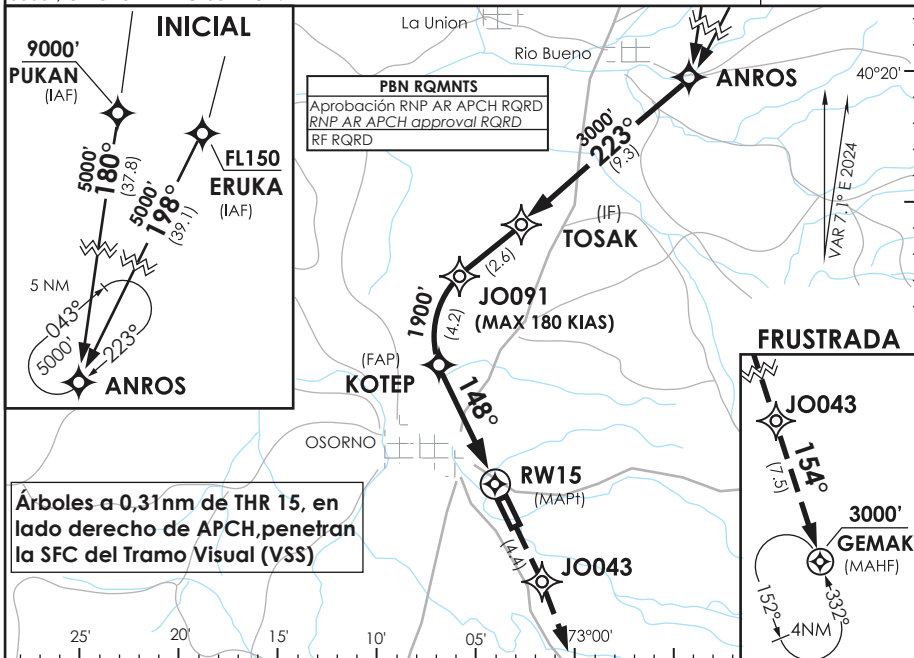 INICIAL
9000'
PUKAN
(IAF)
5000'
180°
(37.8)
FL150
ERUKA
(IAF)
5000'
198°
(39.1)
5 NM
043°
5000'
223°
ANROS
PBN RQMNTS
Aprobación RNP AR APCH RQRD
RNP AR APCH approval RQRD
RF RQRD
La Union
Rio Bueno
ANROS
40°20'
3000'
223°
(9.3)
VAR 7.1° E 2024
(IF)
TOSAK
(2.6)
JO091
(MAX 180 KIAS)
1900'
(4.2)
(FAP)
KOTEP
148°
OSORNO
RW15
(MAPt)
(4.4)
JO043
Árboles a 0,31nm de THR 15, en
lado derecho de APCH,penetran
la SFC del Tramo Visual (VSS)
FRUSTRADA
JO043
154°
(7.5)
3000'
GEMAK
(MAHF)
152°
332°
4NM
25'
20'
15'
10'
05'
73°00'